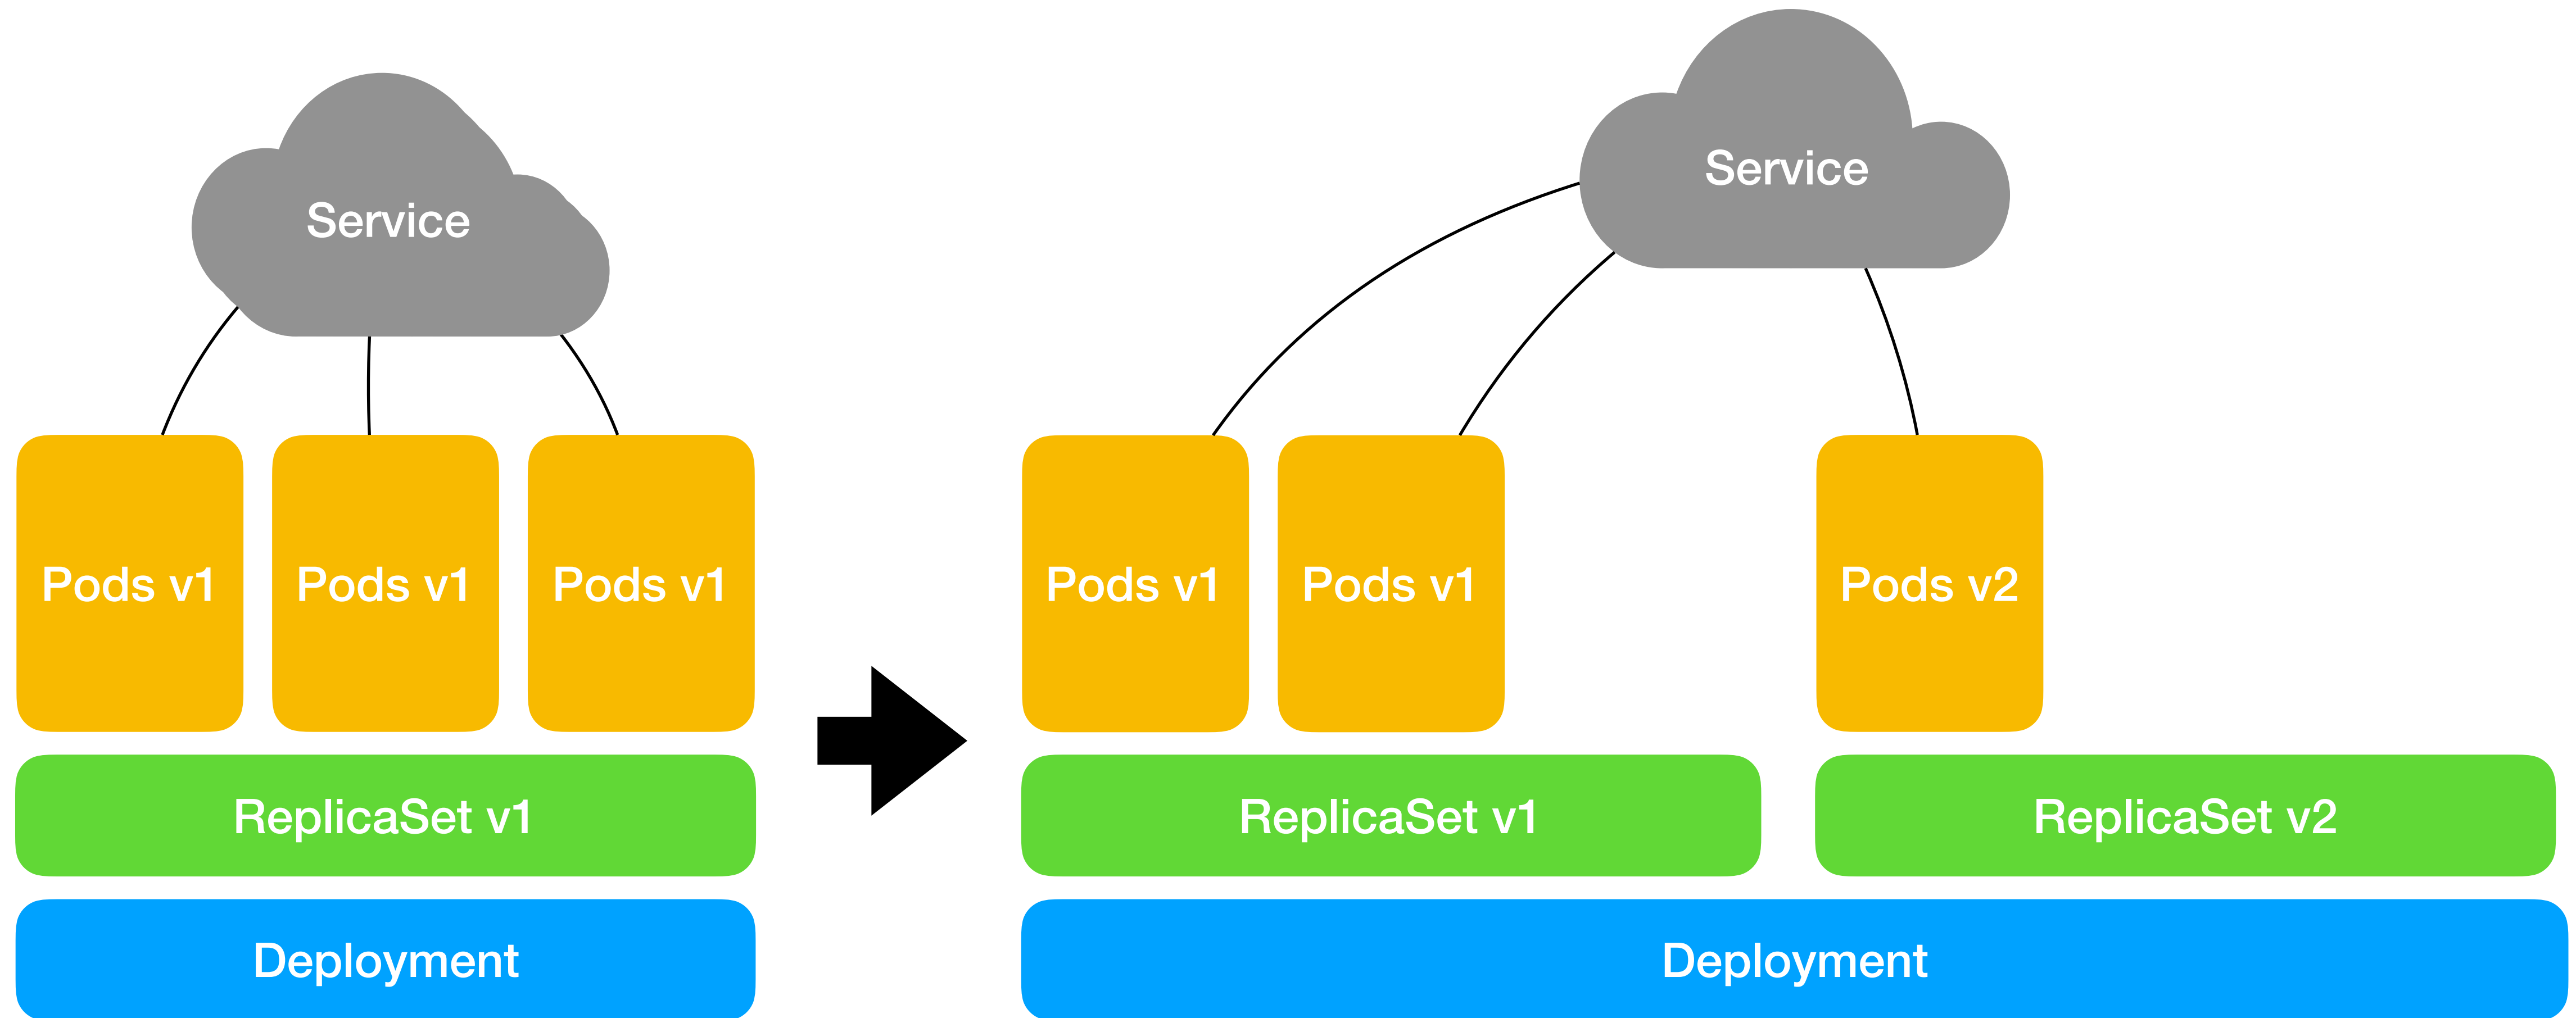 Service
Service
Pods v1
Pods v1
Pods v1
Pods v1
Pods v1
Pods v2
ReplicaSet v1
ReplicaSet v1
ReplicaSet v2
Deployment
Deployment